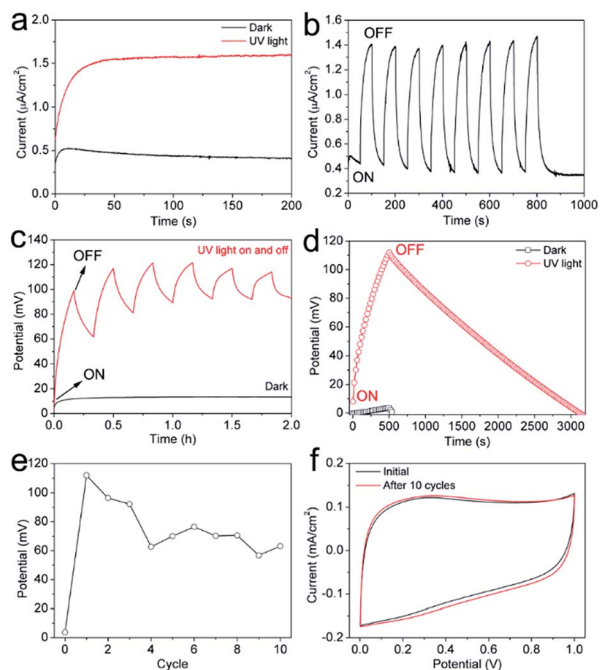 a
Dark
UV light
Current (μA/cm²)
2.0
1.5
1.0
0.5
0.0
0 50 100 150 200
Time (s)
b
OFF
ON
Current (μA/cm²)
1.6
1.4
1.2
1.0
0.8
0.6
0.4
0.2
0 200 400 600 800 1000
Time (s)
c
UV light on and off
OFF
ON
Dark
Potential (mV)
140
120
100
80
60
40
20
0
0.0 0.5 1.0 1.5 2.0
Time (h)
d
Dark
UV light
OFF
ON
Potential (mV)
120
100
80
60
40
20
0
0 500 1000 1500 2000 2500 3000
Time (s)
e
Potential (mV)
120
100
80
60
40
20
0
0 2 4 6 8 10
Cycle
f
Initial
After 10 cycles
Current (mA/cm²)
0.2
0.1
0.0
-0.1
-0.2
0.0 0.2 0.4 0.6 0.8 1.0
Potential (V)